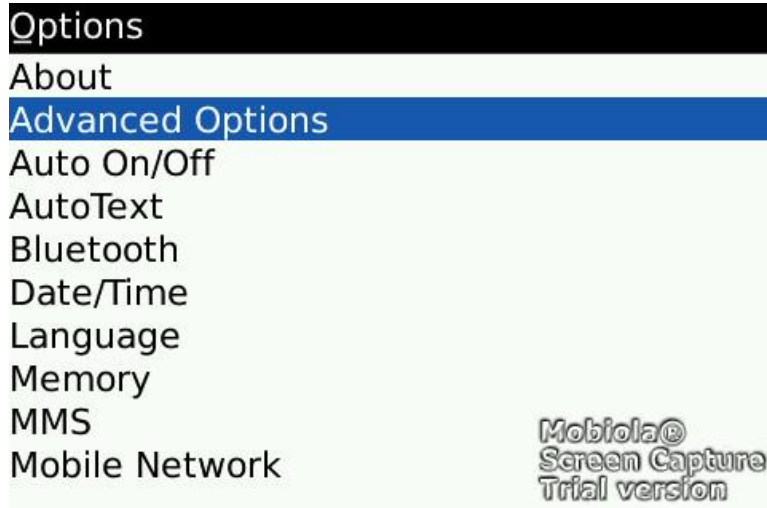 Options
About
Advanced Options
Auto On/Off
AutoText
Bluetooth
Date/Time
Language
Memory
MMS
Mobile Network
Mobiola®
Screen Capture
Trial version